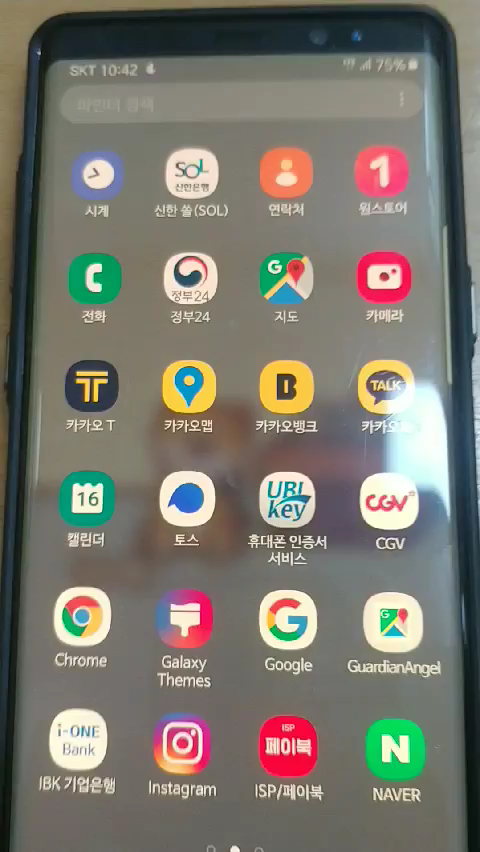 SKT 10:42
75%
파인더 검색
SOL
신한은행
1
시계
신한 쏠(SOL)
연락처
원스토어
정부24
G
전화
정부24
지도
카메라
T
B
TALK
카카오 T
카카오맵
카카오뱅크
16
UBI
key
CGV
캘린더
토스
휴대폰 인증서
서비스
CGV
G
Chrome
Galaxy
Themes
Google
GuardianAngel
i-ONE
Bank
ISP
페이북
N
IBK 기업은행
Instagram
ISP/페이북
NAVER